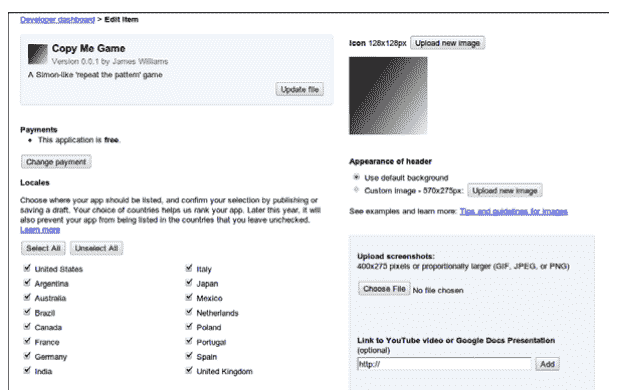 Developer dashboard > Edit item
Copy Me Game
Version 0.0.1 by James Williams
A Simon-like 'repeat the pattern' game
Update file
Payments
This application is free.
Change payment
Locales
Choose where your app should be listed, and confirm your selection by publishing or
saving a draft. Your choice of countries helps us rank your app. Later this year, it will
also prevent your app from being listed in the countries that you leave unchecked.
Learn more
Select All Unselect All
United States Italy
Argentina Japan
Australia Mexico
Brazil Netherlands
Canada Poland
France Portugal
Germany Spain
India United Kingdom
Icon 128x128px Upload new image
Appearance of header
Use default background
Custom image - 570x275px: Upload new image
See examples and learn more: Tips and guidelines for images
Upload screenshots:
400x275 pixels or proportionally larger (GIF, JPEG, or PNG)
Choose File No file chosen
Link to YouTube video or Google Docs Presentation
(optional)
http:// Add